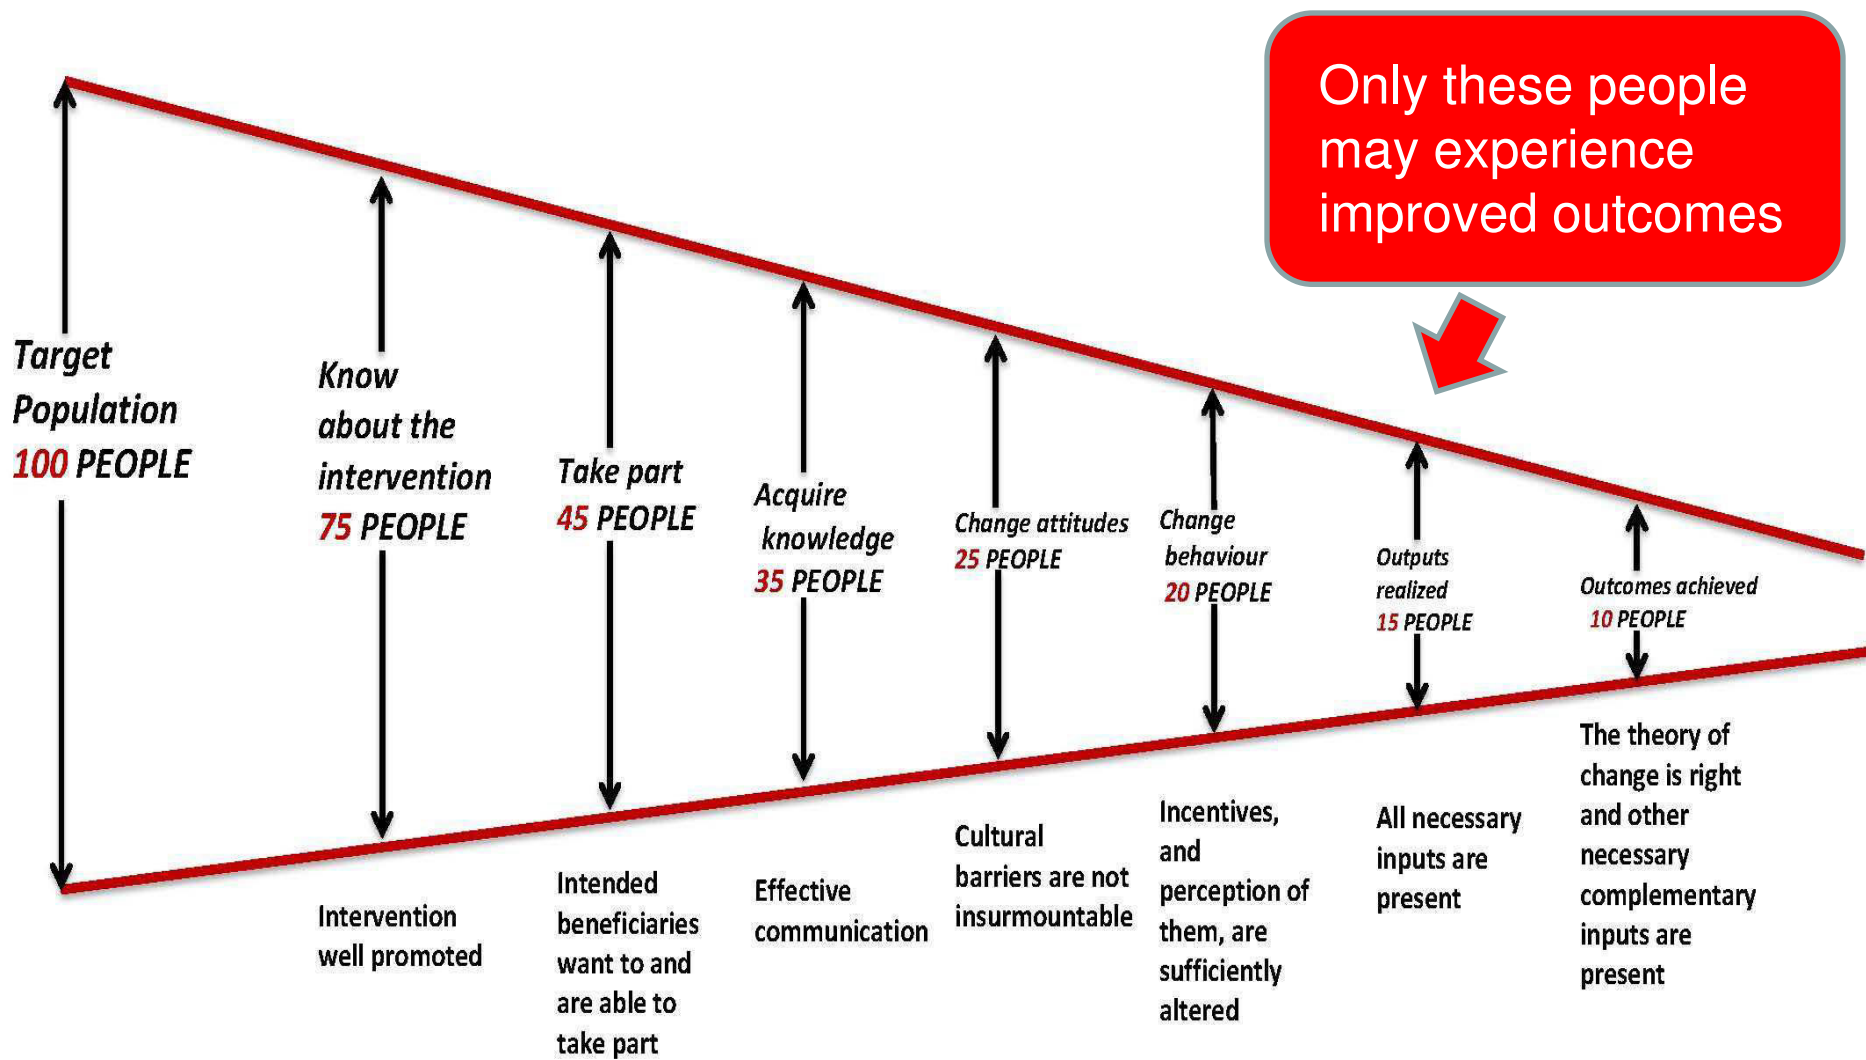 Only these people
may experience
improved outcomes
Target
Population
100 PEOPLE
Know
about the
intervention
75 PEOPLE
Take part
45 PEOPLE
Acquire
knowledge
35 PEOPLE
Change attitudes
25 PEOPLE
Change
behaviour
20 PEOPLE
Outputs
realized
15 PEOPLE
Outcomes achieved
10 PEOPLE
Intervention
well promoted
Intended
beneficiaries
want to and
are able to
take part
Effective
communication
Cultural
barriers are not
insurmountable
Incentives,
and
perception of
them, are
sufficiently
altered
All necessary
inputs are
present
The theory of
change is right
and other
necessary
complementary
inputs are
present